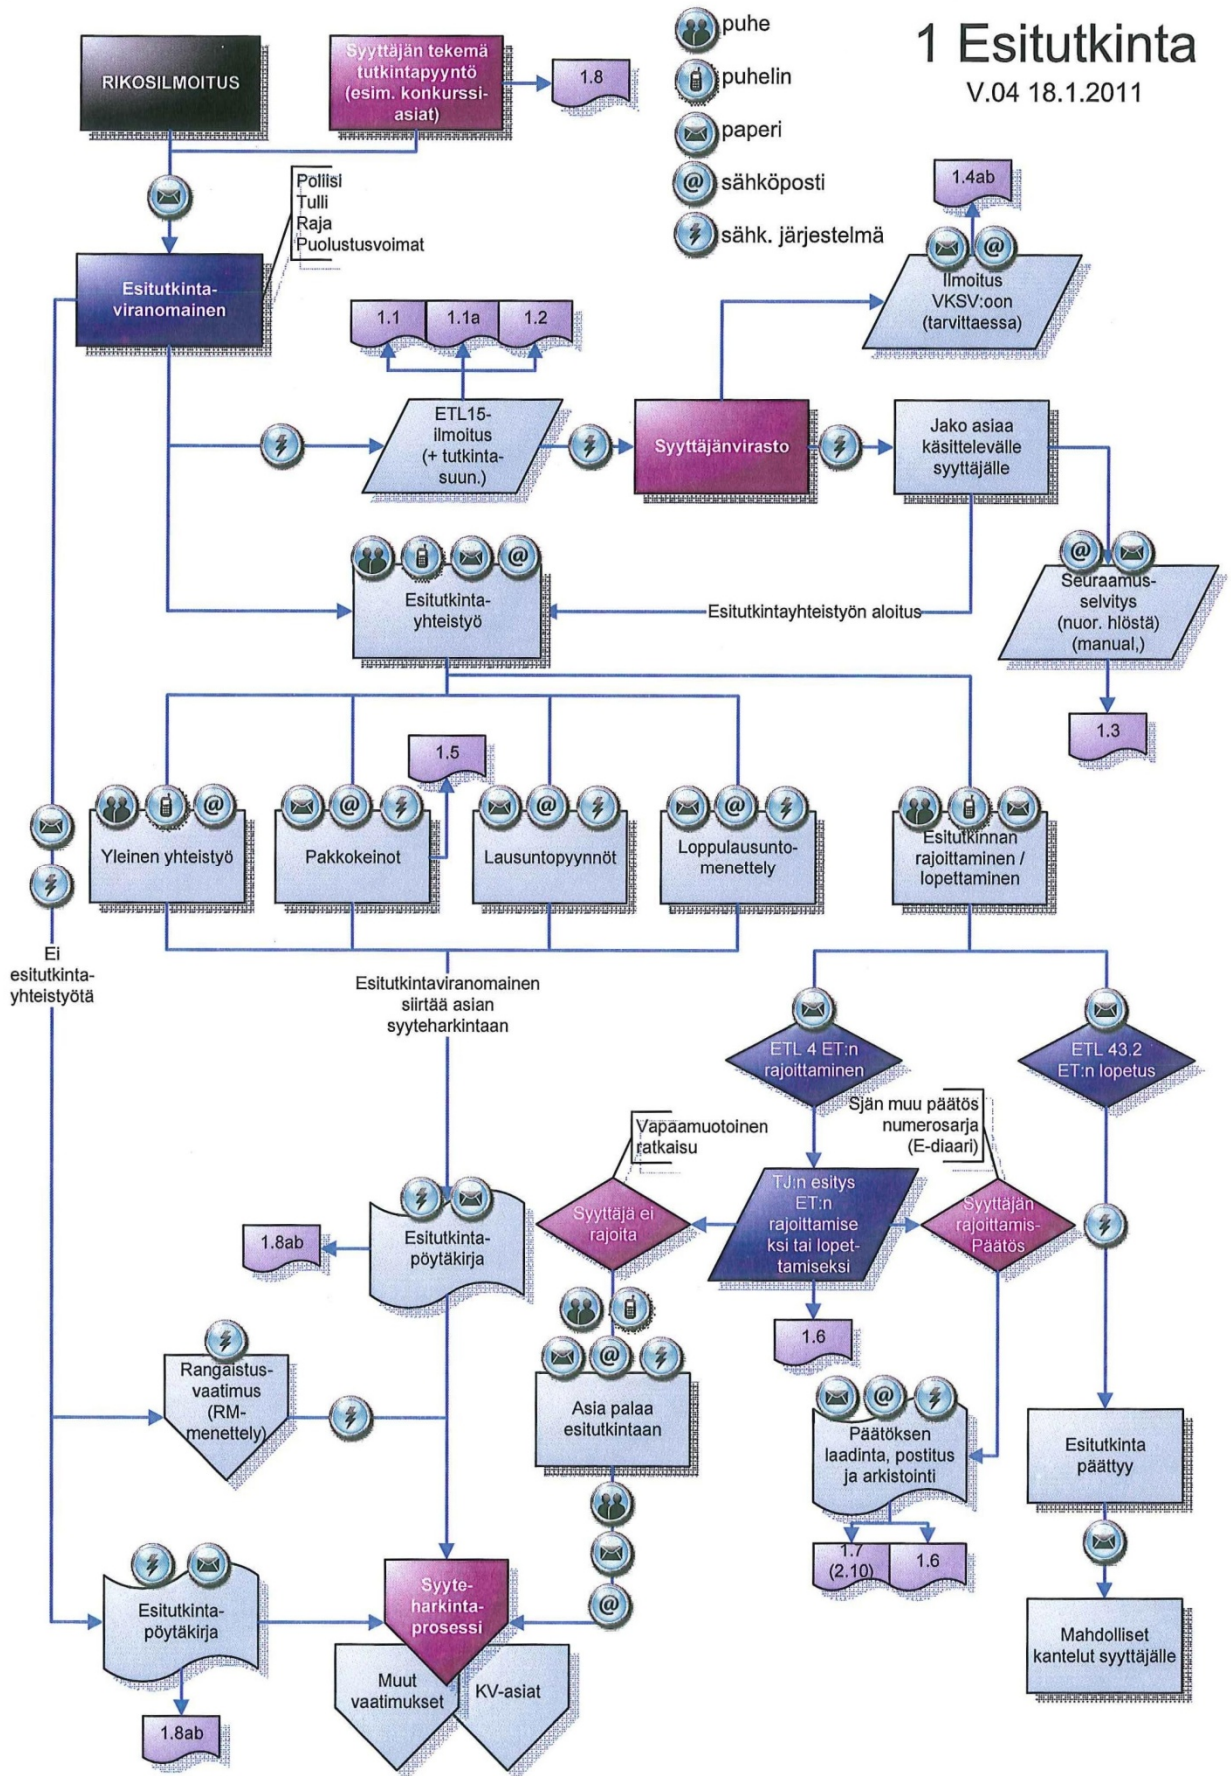 1 Esitutkinta
V.04 18.1.2011
puhe
puhelin
paperi
@ sähköposti
sähk. järjestelmä
RIKOSILMOITUS
Syyttäjän tekemä
tutkintapyyntö
(esim. konkurssi-
asiat)
1.8
Poliisi
Tulli
Raja
Puolustusvoimat
Esitutkinta-
viranomainen
1.4ab
@
Ilmoitus
VKSV:oon
(tarvittaessa)
1.1
1.1a
1.2
ETL15-
ilmoitus
(+ tutkinta-
suun.)
Syyttäjänvirasto
Jako asiaa
käsittelevälle
syyttäjälle
@
Esitutkinta-
yhteistyö
Esitutkintayhteistyön aloitus
@
Seuraamus-
selvitys
(nuor. hlöstä)
(manual,)
1.3
1.5
@
Yleinen yhteistyö
@
Pakkokeinot
@
Lausuntopyynnöt
@
Loppulausunto-
menettely
Esitutkinnan
rajoittaminen /
lopettaminen
Ei
esitutkinta-
yhteistyötä
Esitutkintaviranomainen
siirtää asian
syyteharkintaan
ETL 4 ET:n
rajoittaminen
ETL 43.2
ET:n lopetus
Vapaamuotoinen
ratkaisu
Sjän muu päätös
numerosarja
(E-diaari)
Syyttäjä ei
rajoita
TJ:n esitys
ET:n
rajoittamise
ksi tai lopet-
tamiseksi
Syyttäjän
rajoittamis-
Päätös
1.8ab
Esitutkinta-
pöytäkirja
1.6
Rangaistus-
vaatimus
(RM-
menettely)
@
Asia palaa
esitutkintaan
@
Päätöksen
laadinta, postitus
ja arkistointi
1.7
(2.10)
1.6
Esitutkinta
päättyy
Mahdolliset
kantelut syyttäjälle
@
Esitutkinta-
pöytäkirja
1.8ab
Syyte-
harkinta-
prosessi
Muut
vaatimukset
KV-asiat